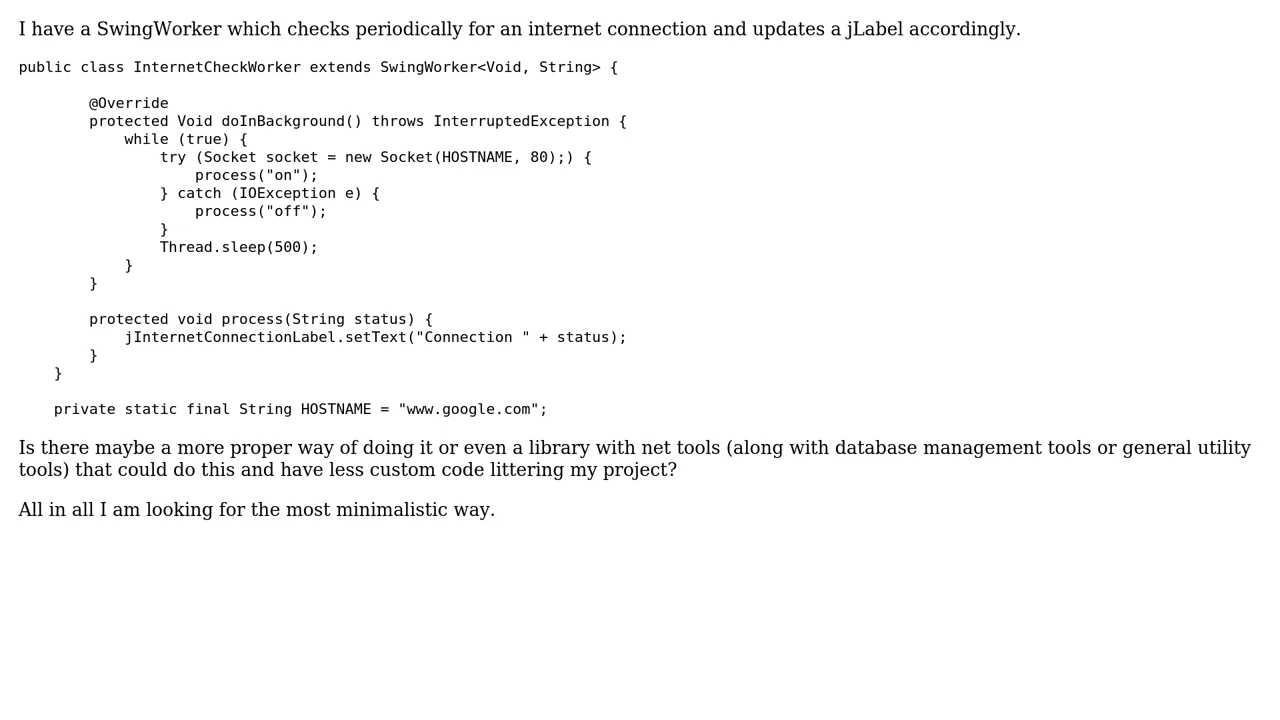 I have a SwingWorker which checks periodically for an internet connection and updates a jLabel accordingly.
public class InternetCheckWorker extends SwingWorker<Void, String> {
@Override
protected Void doInBackground() throws InterruptedException {
while (true) {
try (Socket socket = new Socket(HOSTNAME, 80);) {
process("on");
} catch (IOException e) {
process("off");
}
Thread.sleep(500);
}
}
protected void process(String status) {
jInternetConnectionLabel.setText("Connection " + status);
}
}
private static final String HOSTNAME = "www.google.com";
Is there maybe a more proper way of doing it or even a library with net tools (along with database management tools or general utility
tools) that could do this and have less custom code littering my project?
All in all I am looking for the most minimalistic way.